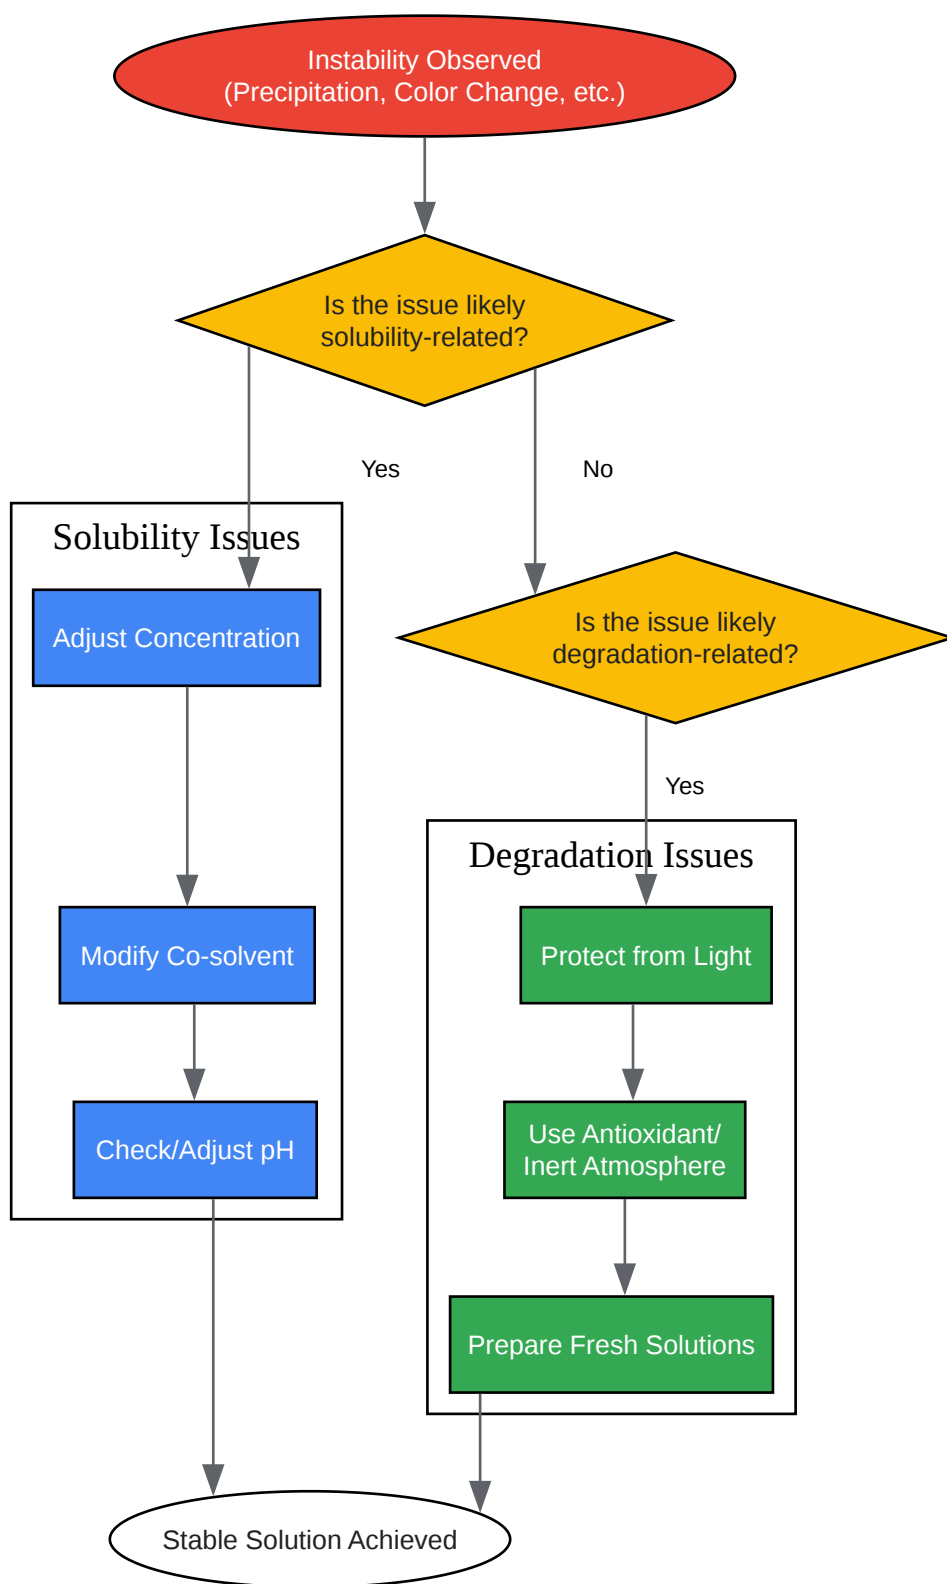 Instability Observed
(Precipitation, Color Change, etc.)
Is the issue likely
solubility-related?
Yes
No
Solubility Issues
Adjust Concentration
Is the issue likely
degradation-related?
Yes
Degradation Issues
Modify Co-solvent
Protect from Light
Check/Adjust pH
Use Antioxidant/
Inert Atmosphere
Prepare Fresh Solutions
Stable Solution Achieved